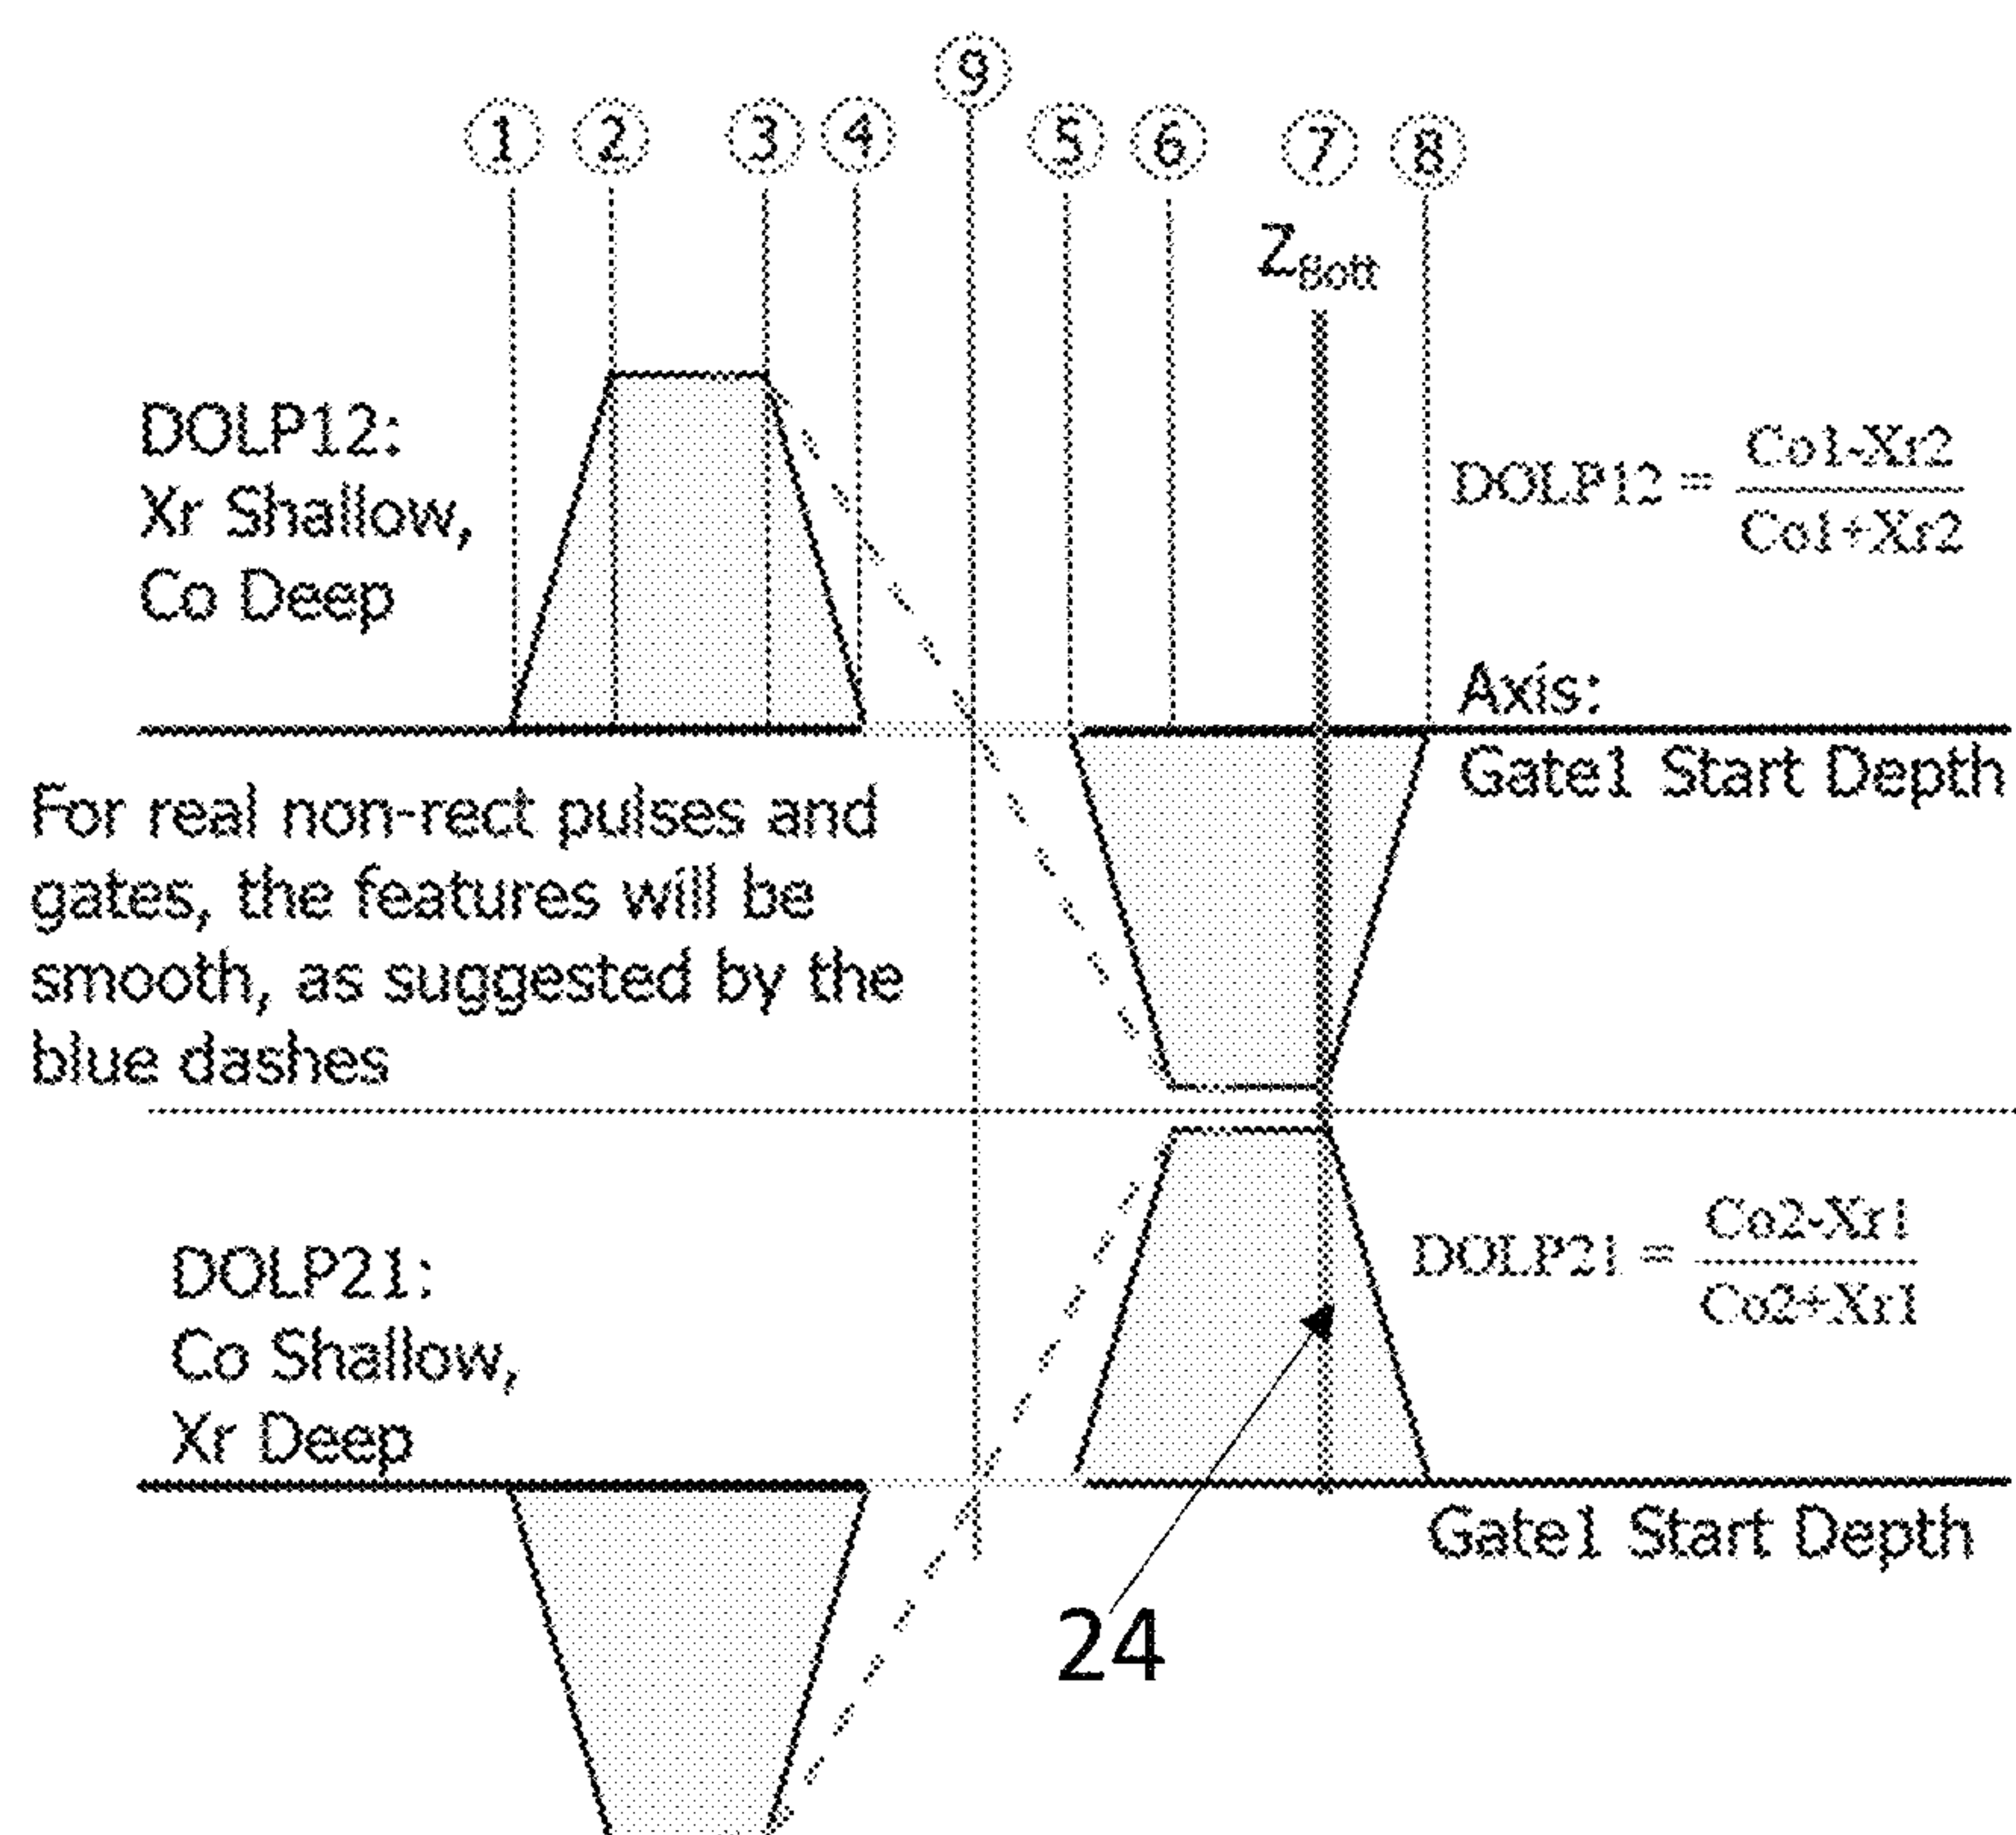 9
1 2 3 4 5 6 7 8
Z_Bott
DOLP12:
Xr Shallow,
Co Deep
DOLP12 = Co1-Xr2
Co1+Xr2
Axis:
Gate1 Start Depth
For real non-rect pulses and
gates, the features will be
smooth, as suggested by the
blue dashes
DOLP21:
Co Shallow,
Xr Deep
DOLP21 = Co2-Xr1
Co2+Xr1
Gate1 Start Depth
24